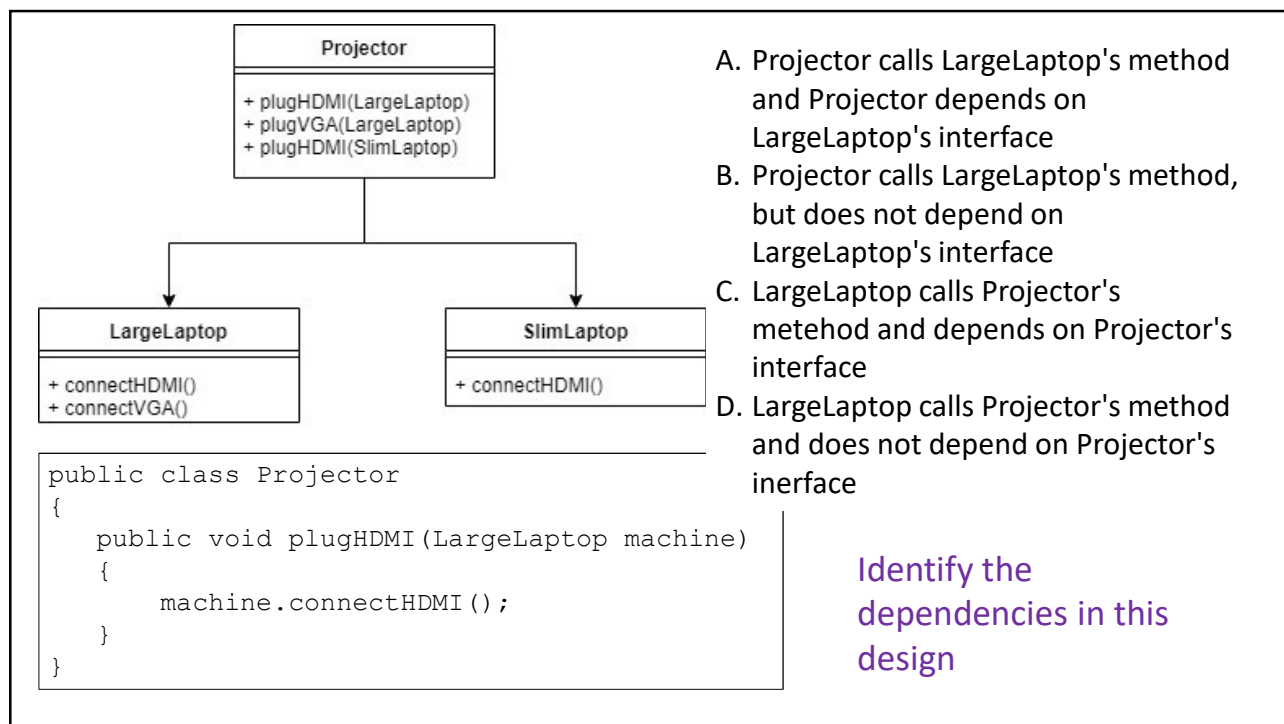 Projector
+ plugHDMI(LargeLaptop)
+ plugVGA(LargeLaptop)
+ plugHDMI(SlimLaptop)
LargeLaptop
+ connectHDMI()
+ connectVGA()
SlimLaptop
+ connectHDMI()
public class Projector
{
public void plugHDMI(LargeLaptop machine)
{
machine.connectHDMI();
}
}
A. Projector calls LargeLaptop's method
and Projector depends on
LargeLaptop's interface
B. Projector calls LargeLaptop's method,
but does not depend on
LargeLaptop's interface
C. LargeLaptop calls Projector's
metehod and depends on Projector's
interface
D. LargeLaptop calls Projector's method
and does not depend on Projector's
inerface
Identify the
dependencies in this
design